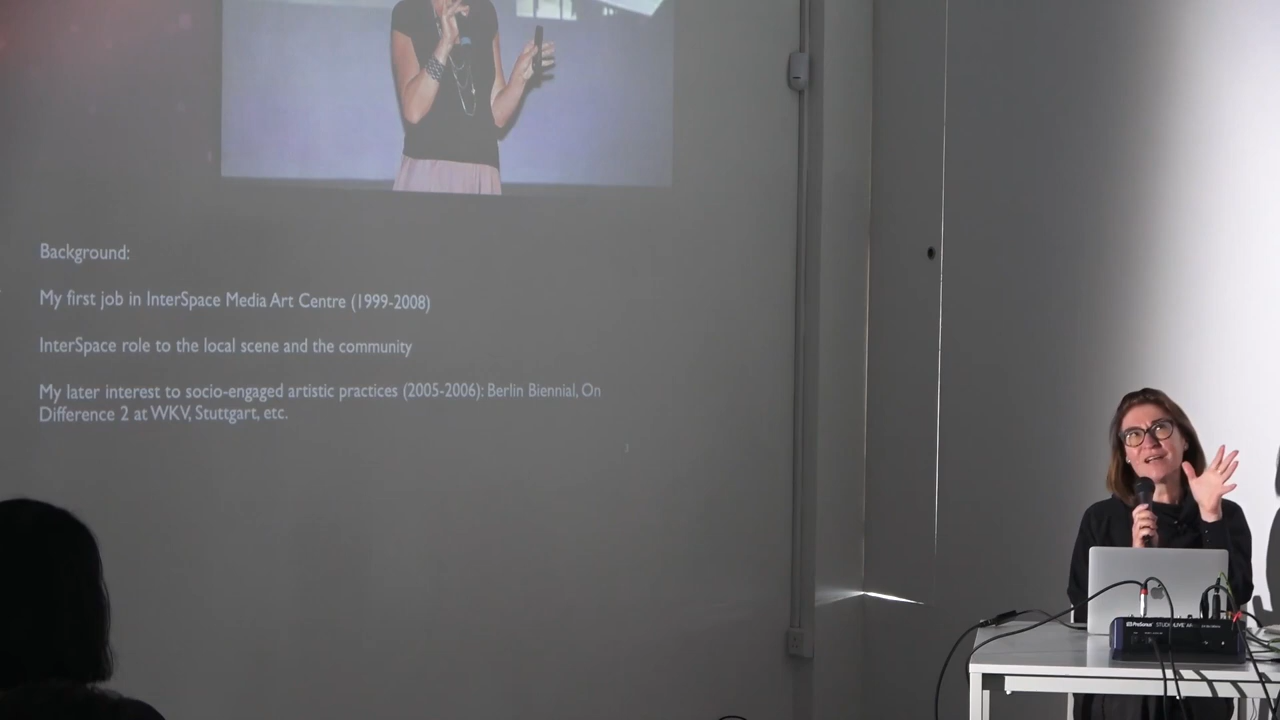 Background:
My first job in InterSpace Media Art Centre (1999-2008)
InterSpace role to the local scene and the community
My later interest to socio-engaged artistic practices (2005-2006): Berlin Biennial, On
Difference 2 at WKV, Stuttgart, etc.
PreSonus STUDIOLIVE